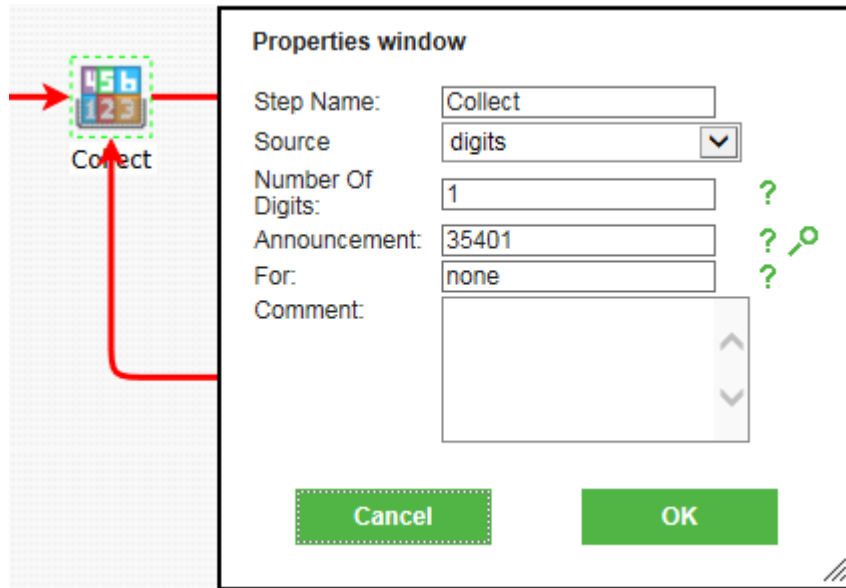 Properties window
456
123
Collect
Step Name: Collect
Source digits
Number Of
Digits: 1 ?
Announcement: 35401 ?
For: none ?
Comment:
Cancel OK